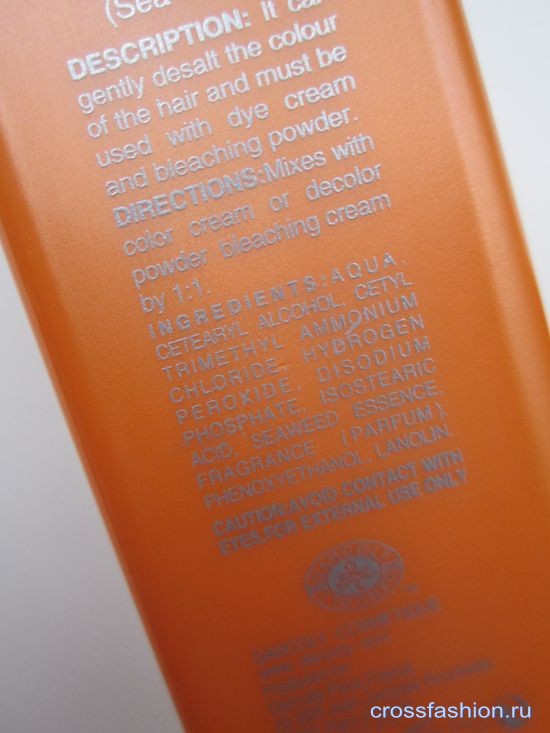 (Sea
DESCRIPTION: It can
gently desalt the colour
of the hair and must be
used with dye cream
and bleaching powder.
DIRECTIONS:Mixes with
color cream or decolor
powder bleaching cream
by 1:1.
INGREDIENTS:AQUA,
CETEARYL ALCOHOL, CETYL
TRIMETHYL AMMONIUM
CHLORIDE, HYDROGEN
PEROXIDE, DISODIUM
PHOSPHATE, ISOSTEARIC
ACID, SEAWEED ESSENCE,
FRAGRANCE (PARFUM),
PHENOXYETHANOL, LANOLIN.
CAUTION:AVOID CONTACT WITH
EYES,FOR EXTERNAL USE ONLY
COSMETIQUE
crossfashion.ru